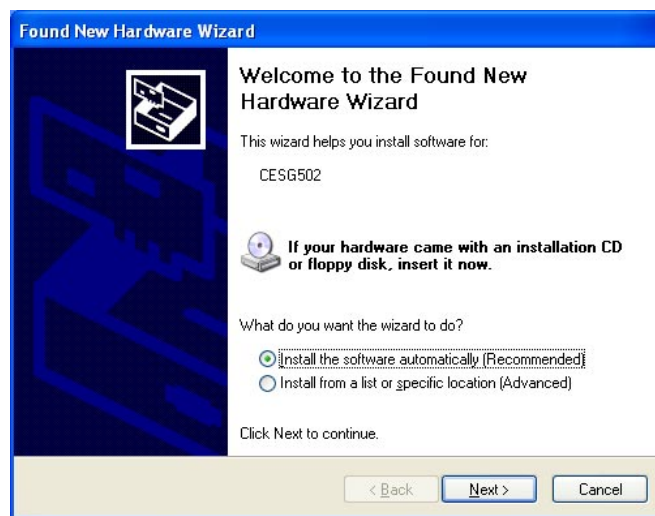 Found New Hardware Wizard
Welcome to the Found New
Hardware Wizard
This wizard helps you install software for:
CESG502
If your hardware came with an installation CD
or floppy disk, insert it now.
What do you want the wizard to do?
Install the software automatically (Recommended)
Install from a list or specific location (Advanced)
Click Next to continue.
< Back Next > Cancel